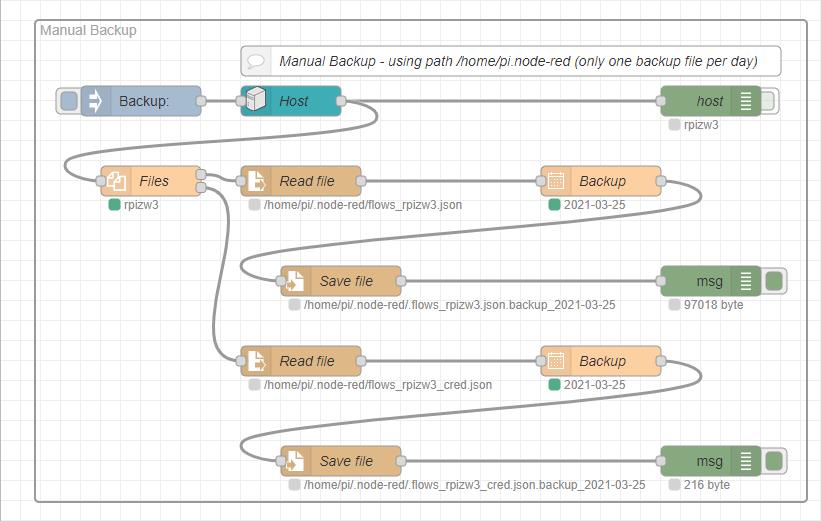 Manual Backup
Manual Backup - using path /home/pi.node-red (only one backup file per day)
Backup:
Host
host
rpizw3
Files
rpizw3
Read file
/home/pi/.node-red/flows_rpizw3.json
Backup
2021-03-25
Save file
/home/pi/.node-red/.flows_rpizw3.json.backup_2021-03-25
msg
97018 byte
Read file
/home/pi/.node-red/flows_rpizw3_cred.json
Backup
2021-03-25
Save file
/home/pi/.node-red/.flows_rpizw3_cred.json.backup_2021-03-25
msg
216 byte